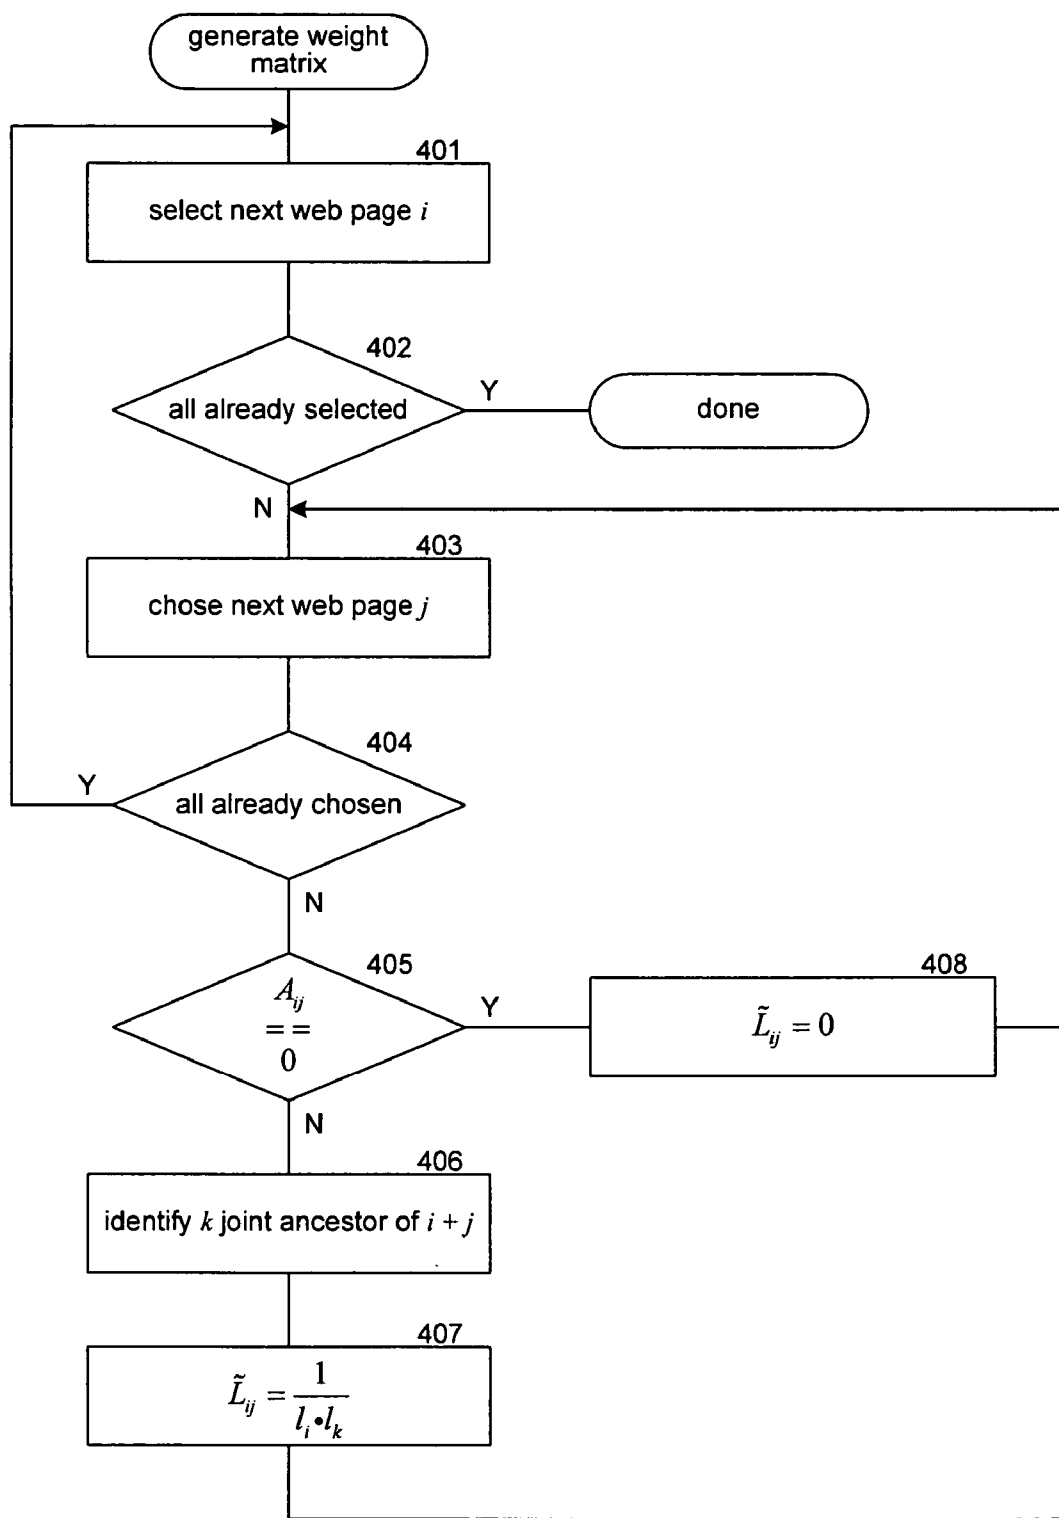 generate weight
matrix
401
select next web page i
402
all already selected
Y
done
N
403
chose next web page j
404
Y
all already chosen
N
405
A_ij
= =
0
Y
408
L̃_ij = 0
N
406
identify k joint ancestor of i + j
407
L̃_ij = 1 / (l_i • l_k)